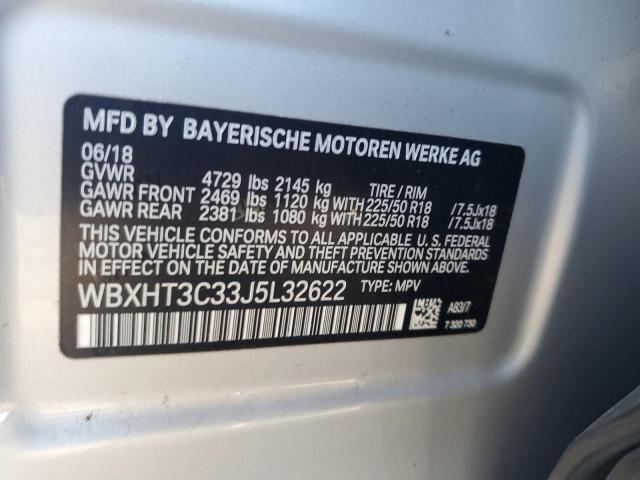 MFD BY BAYERISCHE MOTOREN WERKE AG
06/18
GVWR 4729 lbs 2145 kg TIRE / RIM
GAWR FRONT 2469 lbs 1120 kg WITH 225/50 R18 /7.5Jx18
GAWR REAR 2381 lbs 1080 kg WITH 225/50 R18 /7.5Jx18
THIS VEHICLE CONFORMS TO ALL APPLICABLE U. S. FEDERAL
MOTOR VEHICLE SAFETY AND THEFT PREVENTION STANDARDS
IN EFFECT ON THE DATE OF MANUFACTURE SHOWN ABOVE.
WBXHT3C33J5L32622 TYPE: MPV
A83/7
7 320 730